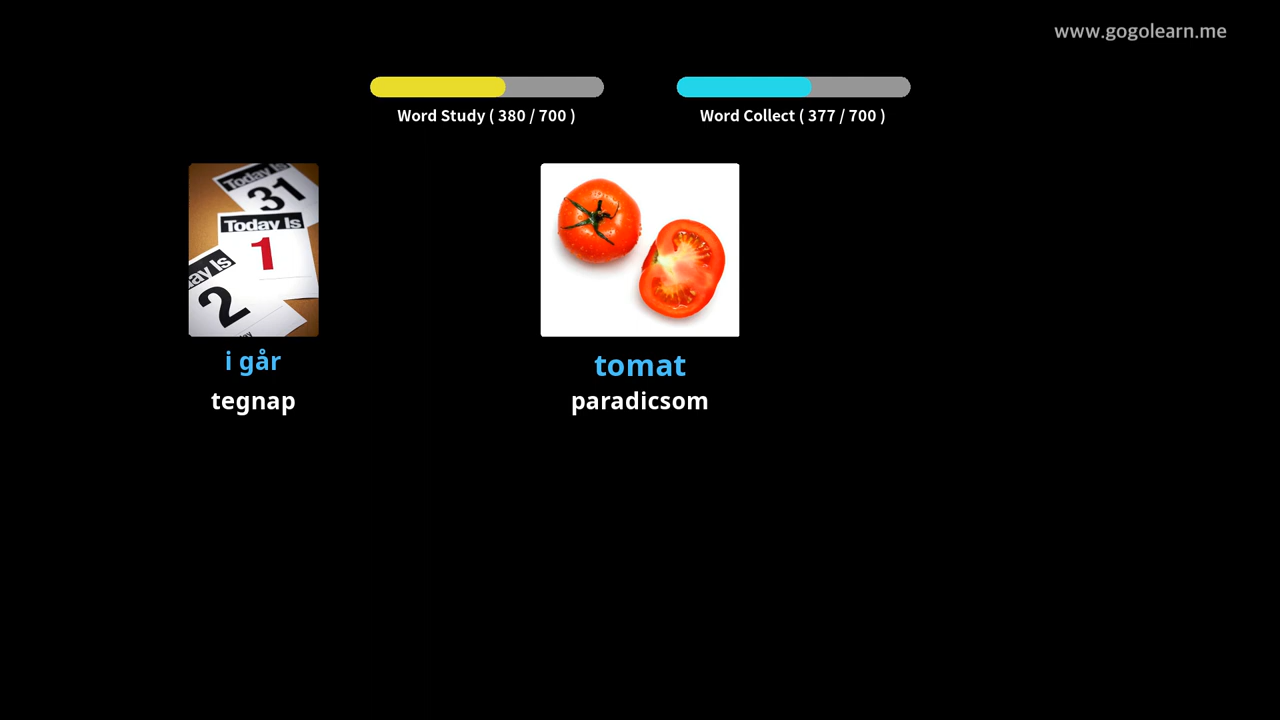 www.gogolearn.me
Word Study ( 380 / 700 )
Word Collect ( 377 / 700 )
Today Is
31
Today Is
1
day Is
2
i går
tegnap
tomat
paradicsom